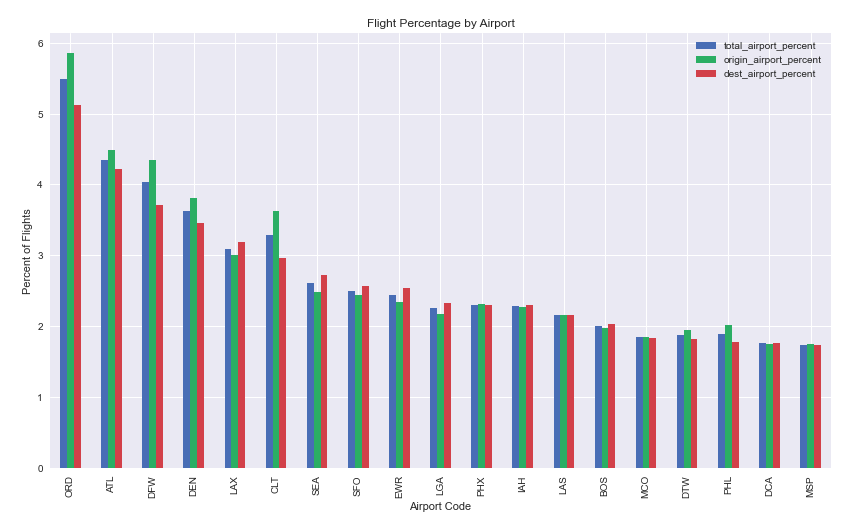 Flight Percentage by Airport
total_airport_percent
origin_airport_percent
dest_airport_percent
Percent of Flights
6
5
4
3
2
1
0
ORD
ATL
DFW
DEN
LAX
CLT
SEA
SFO
EWR
LGA
PHX
IAH
LAS
BOS
MCO
DTW
PHL
DCA
MSP
Airport Code